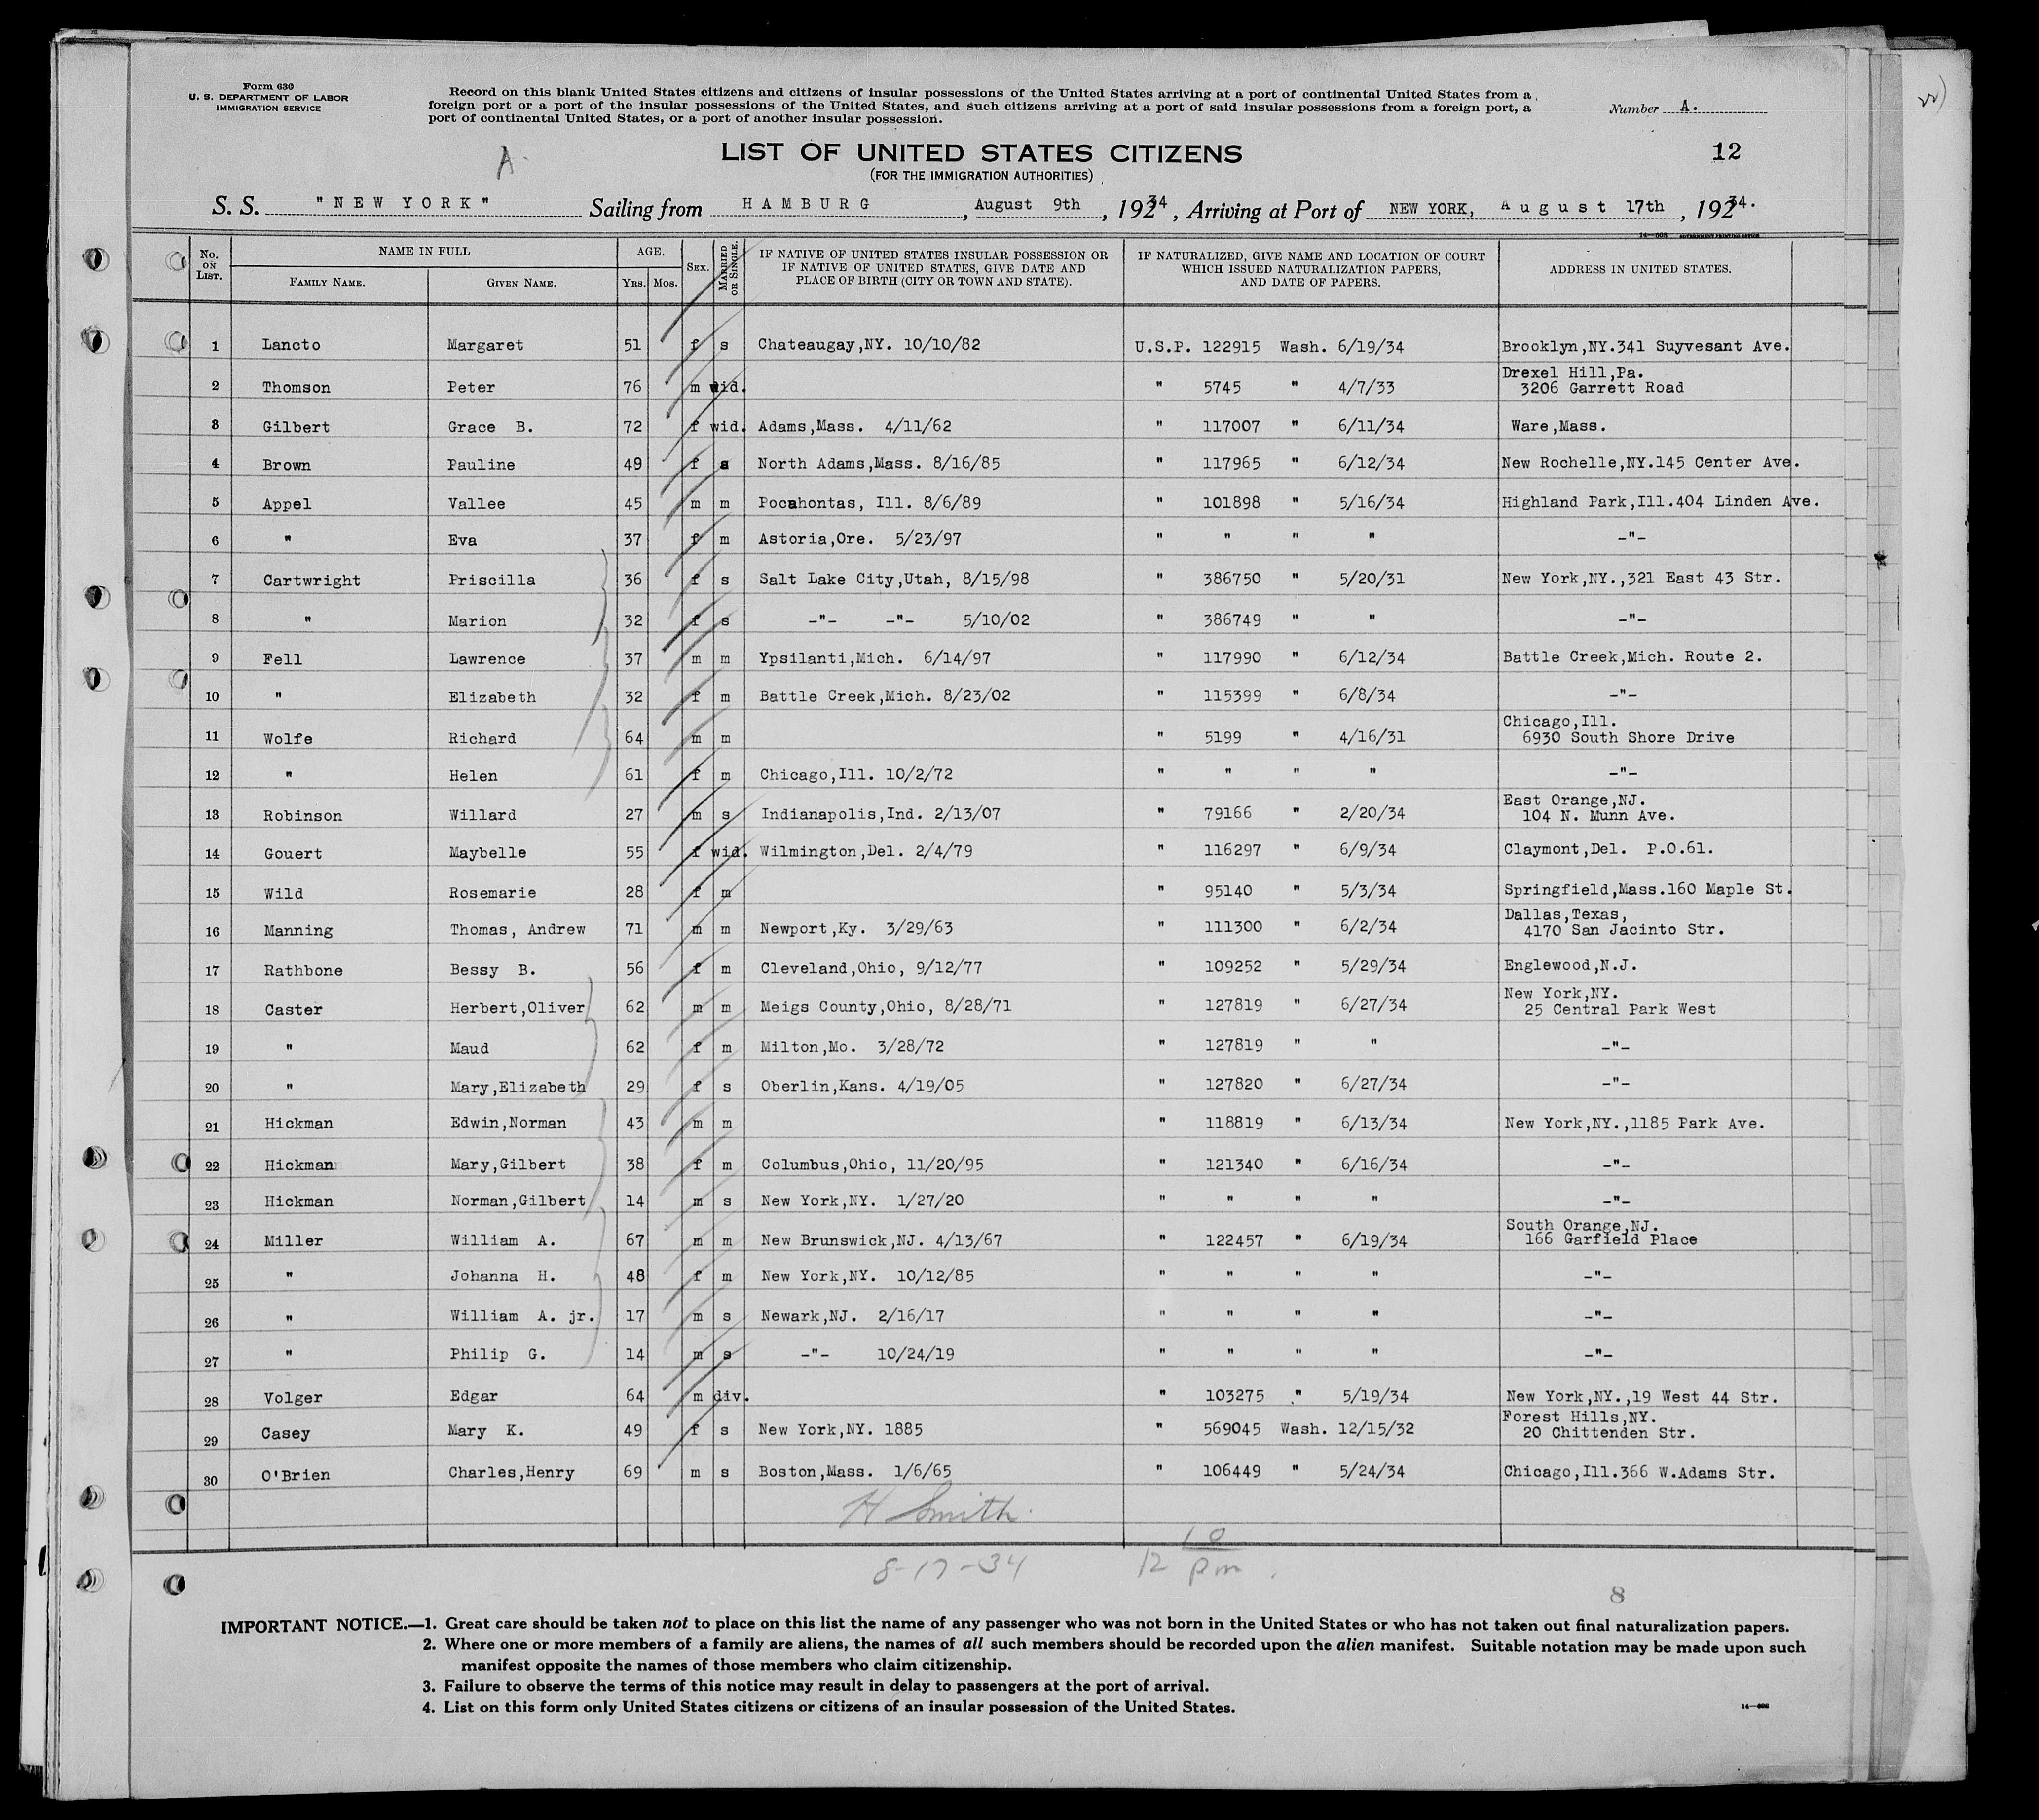 Form 630
U. S. DEPARTMENT OF LABOR
IMMIGRATION SERVICE
Record on this blank United States citizens and citizens of insular possessions of the United States arriving at a port of continental United States from a
foreign port or a port of the insular possessions of the United States, and such citizens arriving at a port of said insular possessions from a foreign port, a
port of continental United States, or a port of another insular possession.
Number A.
A.
LIST OF UNITED STATES CITIZENS
12
(FOR THE IMMIGRATION AUTHORITIES)
S. S. "NEW YORK" Sailing from HAMBURG, August 9th, 1934, Arriving at Port of NEW YORK, August 17th, 1934.
No. ON LIST. NAME IN FULL AGE. SEX. MARRIED OR SINGLE. IF NATIVE OF UNITED STATES INSULAR POSSESSION OR IF NATIVE OF UNITED STATES, GIVE DATE AND PLACE OF BIRTH (CITY OR TOWN AND STATE). IF NATURALIZED, GIVE NAME AND LOCATION OF COURT WHICH ISSUED NATURALIZATION PAPERS, AND DATE OF PAPERS. ADDRESS IN UNITED STATES.
FAMILY NAME. GIVEN NAME. YRS. MOS.
1 Lancto Margaret 51 f s Chateaugay,NY. 10/10/82 U.S.P. 122915 Wash. 6/19/34 Brooklyn,NY.341 Suyvesant Ave.
2 Thomson Peter 76 m wid. " 5745 " 4/7/33 Drexel Hill,Pa. 3206 Garrett Road
3 Gilbert Grace B. 72 f wid. Adams,Mass. 4/11/62 " 117007 " 6/11/34 Ware,Mass.
4 Brown Pauline 49 f s North Adams,Mass. 8/16/85 " 117965 " 6/12/34 New Rochelle,NY.145 Center Ave.
5 Appel Vallee 45 m m Pocahontas, Ill. 8/6/89 " 101898 " 5/16/34 Highland Park,Ill.404 Linden Ave.
6 " Eva 37 f m Astoria,Ore. 5/23/97 " " " " -"-
7 Cartwright Priscilla 36 f s Salt Lake City,Utah, 8/15/98 " 386750 " 5/20/31 New York,NY.,321 East 43 Str.
8 " Marion 32 f s -"- -"- 5/10/02 " 386749 " " -"-
9 Fell Lawrence 37 m m Ypsilanti,Mich. 6/14/97 " 117990 " 6/12/34 Battle Creek,Mich. Route 2.
10 " Elizabeth 32 f m Battle Creek,Mich. 8/23/02 " 115399 " 6/8/34 -"-
11 Wolfe Richard 64 m m " 5199 " 4/16/31 Chicago,Ill. 6930 South Shore Drive
12 " Helen 61 f m Chicago,Ill. 10/2/72 " " " " -"-
13 Robinson Willard 27 m s Indianapolis,Ind. 2/13/07 " 79166 " 2/20/34 East Orange,NJ. 104 N. Munn Ave.
14 Gouert Maybelle 55 f wid. Wilmington,Del. 2/4/79 " 116297 " 6/9/34 Claymont,Del. P.O.61.
15 Wild Rosemarie 28 f m " 95140 " 5/3/34 Springfield,Mass.160 Maple St.
16 Manning Thomas, Andrew 71 m m Newport,Ky. 3/29/63 " 111300 " 6/2/34 Dallas,Texas, 4170 San Jacinto Str.
17 Rathbone Bessy B. 56 f m Cleveland,Ohio, 9/12/77 " 109252 " 5/29/34 Englewood,N.J.
18 Caster Herbert,Oliver 62 m m Meigs County,Ohio, 8/28/71 " 127819 " 6/27/34 New York,NY. 25 Central Park West
19 " Maud 62 f m Milton,Mo. 3/28/72 " 127819 " " -"-
20 " Mary,Elizabeth 29 f s Oberlin,Kans. 4/19/05 " 127820 " 6/27/34 -"-
21 Hickman Edwin,Norman 43 m m " 118819 " 6/13/34 New York,NY.,1185 Park Ave.
22 Hickman Mary,Gilbert 38 f m Columbus,Ohio, 11/20/95 " 121340 " 6/16/34 -"-
23 Hickman Norman,Gilbert 14 m s New York,NY. 1/27/20 " " " " -"-
24 Miller William A. 67 m m New Brunswick,NJ. 4/13/67 " 122457 " 6/19/34 South Orange,NJ. 166 Garfield Place
25 " Johanna H. 48 f m New York,NY. 10/12/85 " " " " -"-
26 " William A. jr. 17 m s Newark,NJ. 2/16/17 " " " " -"-
27 " Philip G. 14 m s -"- 10/24/19 " " " " -"-
28 Volger Edgar 64 m div. " 103275 " 5/19/34 New York,NY.,19 West 44 Str.
29 Casey Mary K. 49 f s New York,NY. 1885 " 569045 Wash. 12/15/32 Forest Hills,NY. 20 Chittenden Str.
30 O'Brien Charles,Henry 69 m s Boston,Mass. 1/6/65 " 106449 " 5/24/34 Chicago,Ill.366 W.Adams Str.
H Smith
8-17-34 12 10 pm
8
IMPORTANT NOTICE.—1. Great care should be taken not to place on this list the name of any passenger who was not born in the United States or who has not taken out final naturalization papers.
2. Where one or more members of a family are aliens, the names of all such members should be recorded upon the alien manifest. Suitable notation may be made upon such
manifest opposite the names of those members who claim citizenship.
3. Failure to observe the terms of this notice may result in delay to passengers at the port of arrival.
4. List on this form only United States citizens or citizens of an insular possession of the United States.